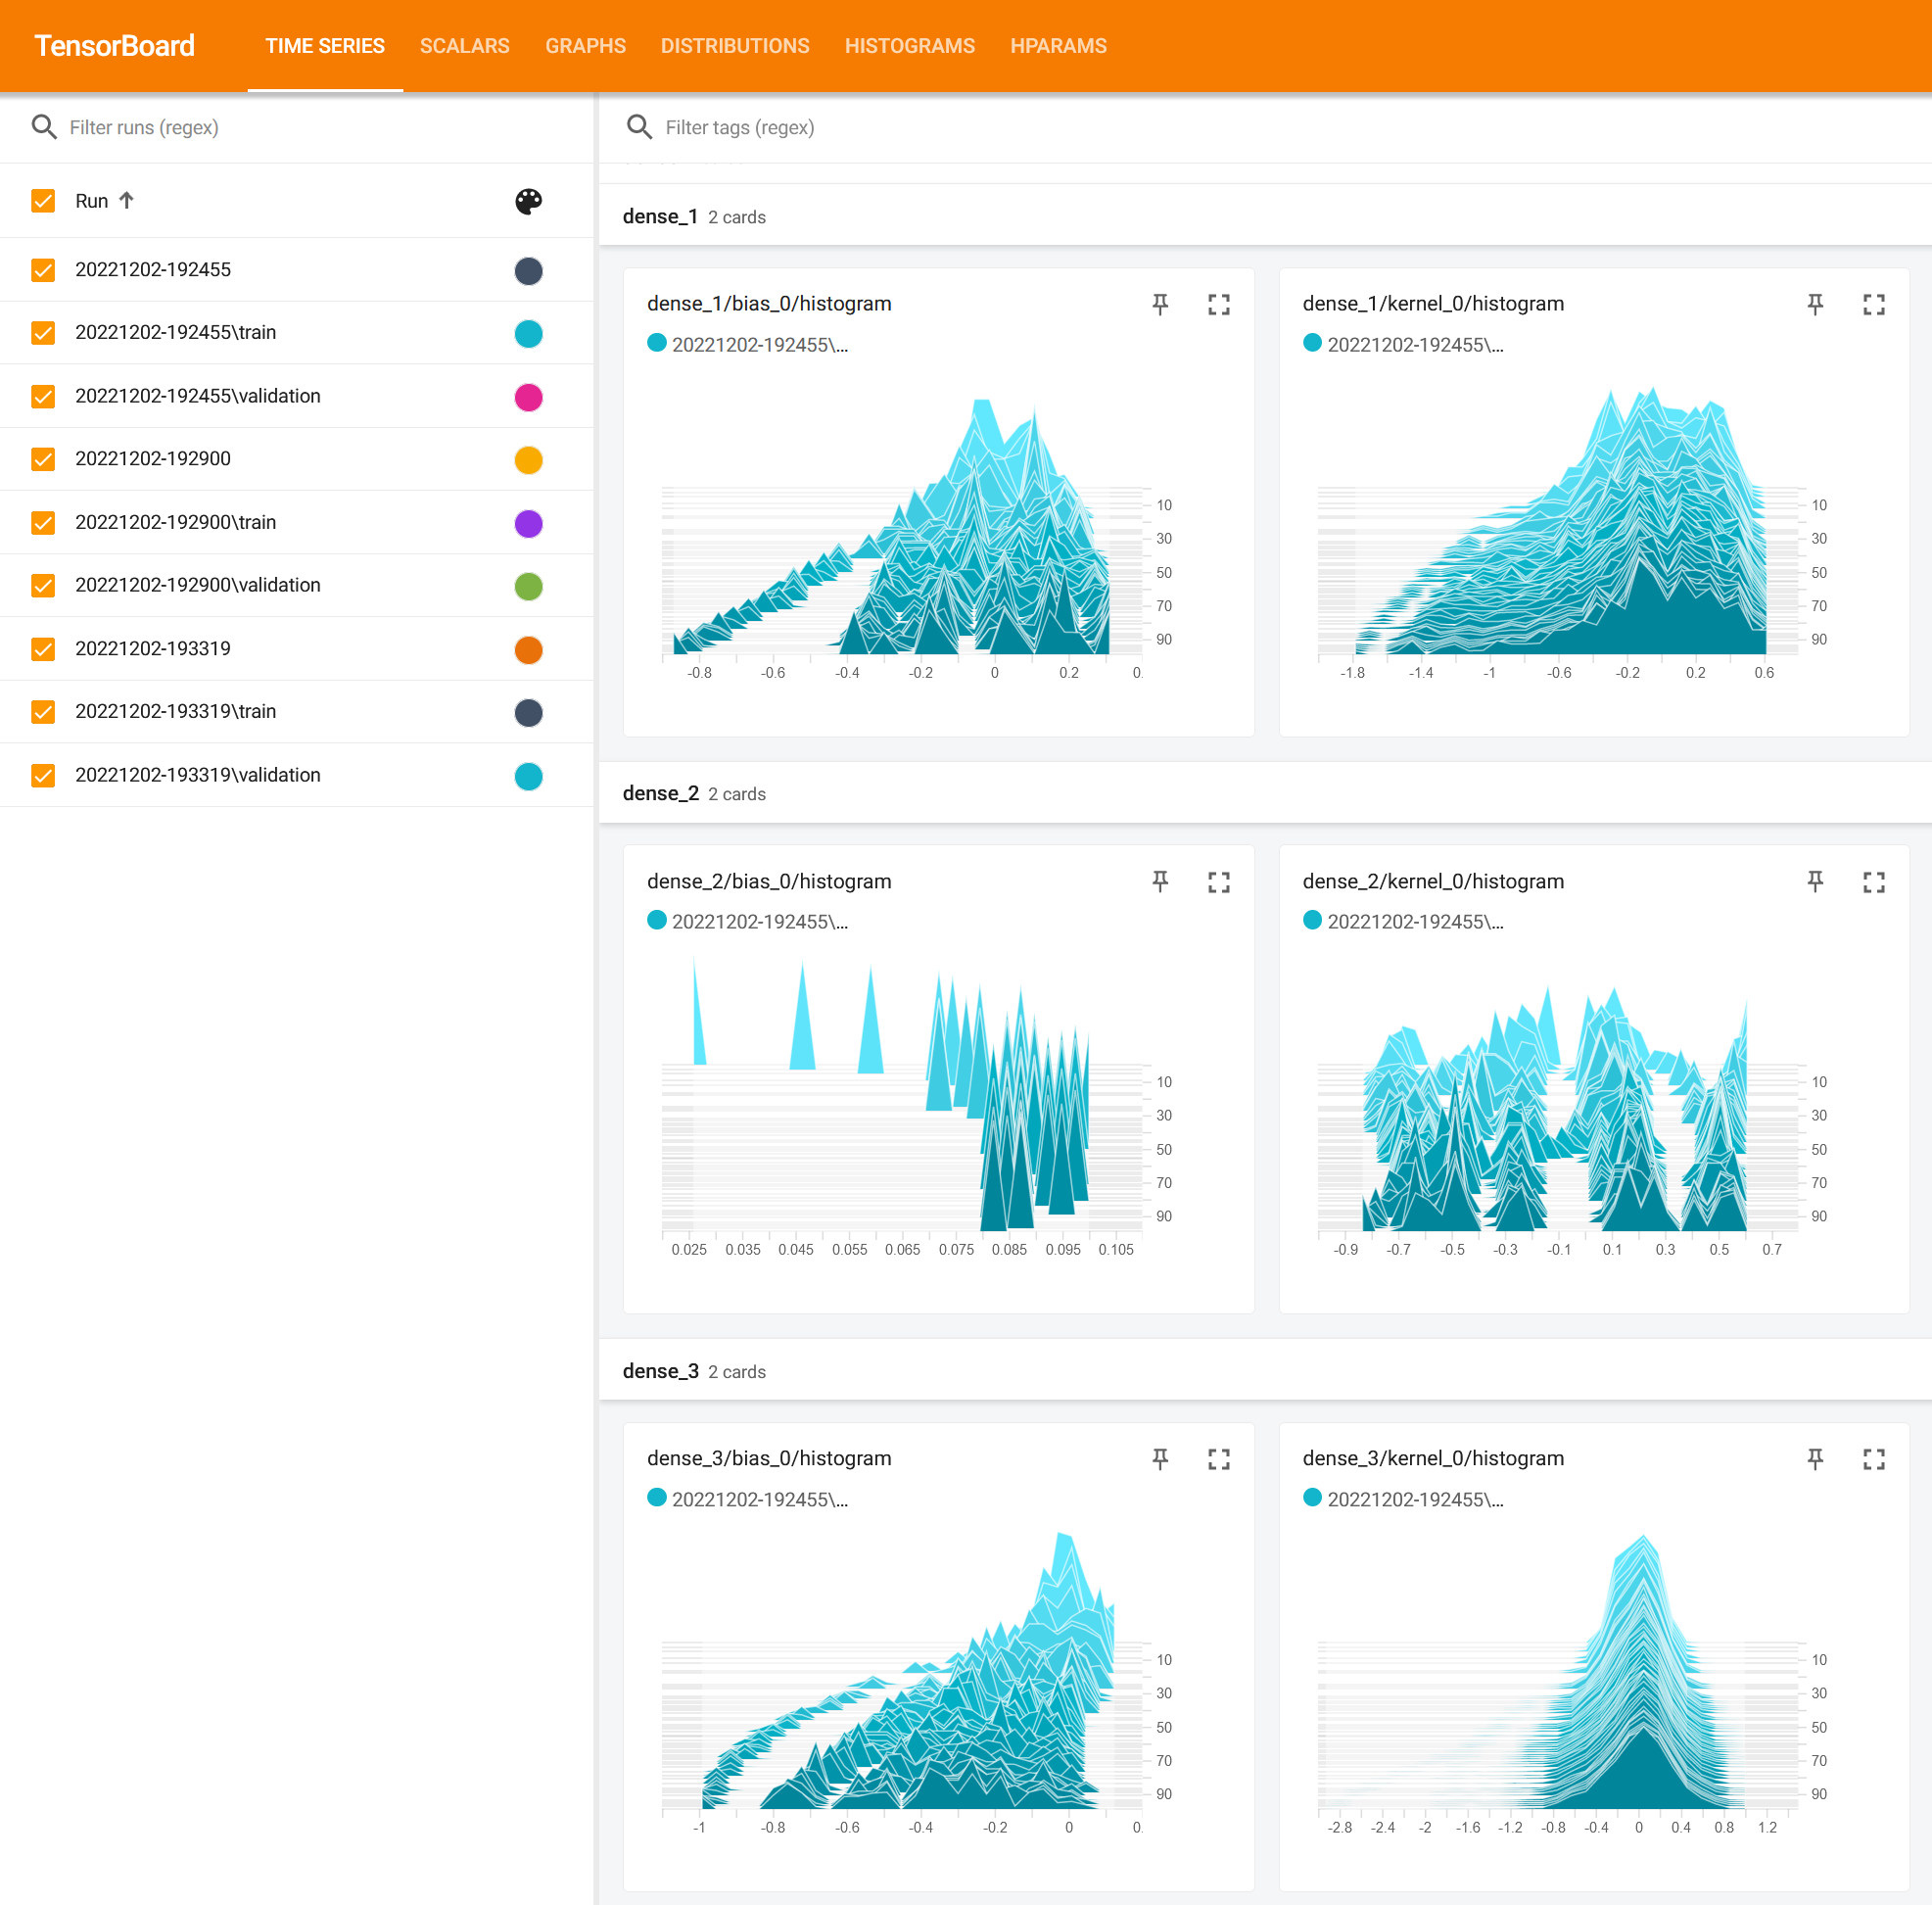 TensorBoard TIME SERIES SCALARS GRAPHS DISTRIBUTIONS HISTOGRAMS HPARAMS
Filter runs (regex)
Run
20221202-192455
20221202-192455\train
20221202-192455\validation
20221202-192900
20221202-192900\train
20221202-192900\validation
20221202-193319
20221202-193319\train
20221202-193319\validation
Filter tags (regex)
dense_1 2 cards
dense_1/bias_0/histogram
20221202-192455\...
10
30
50
70
90
-0.8 -0.6 -0.4 -0.2 0 0.2 0.
dense_1/kernel_0/histogram
20221202-192455\...
10
30
50
70
90
-1.8 -1.4 -1 -0.6 -0.2 0.2 0.6
dense_2 2 cards
dense_2/bias_0/histogram
20221202-192455\...
10
30
50
70
90
0.025 0.035 0.045 0.055 0.065 0.075 0.085 0.095 0.105
dense_2/kernel_0/histogram
20221202-192455\...
10
30
50
70
90
-0.9 -0.7 -0.5 -0.3 -0.1 0.1 0.3 0.5 0.7
dense_3 2 cards
dense_3/bias_0/histogram
20221202-192455\...
10
30
50
70
90
-1 -0.8 -0.6 -0.4 -0.2 0 0.
dense_3/kernel_0/histogram
20221202-192455\...
10
30
50
70
90
-2.8 -2.4 -2 -1.6 -1.2 -0.8 -0.4 0 0.4 0.8 1.2